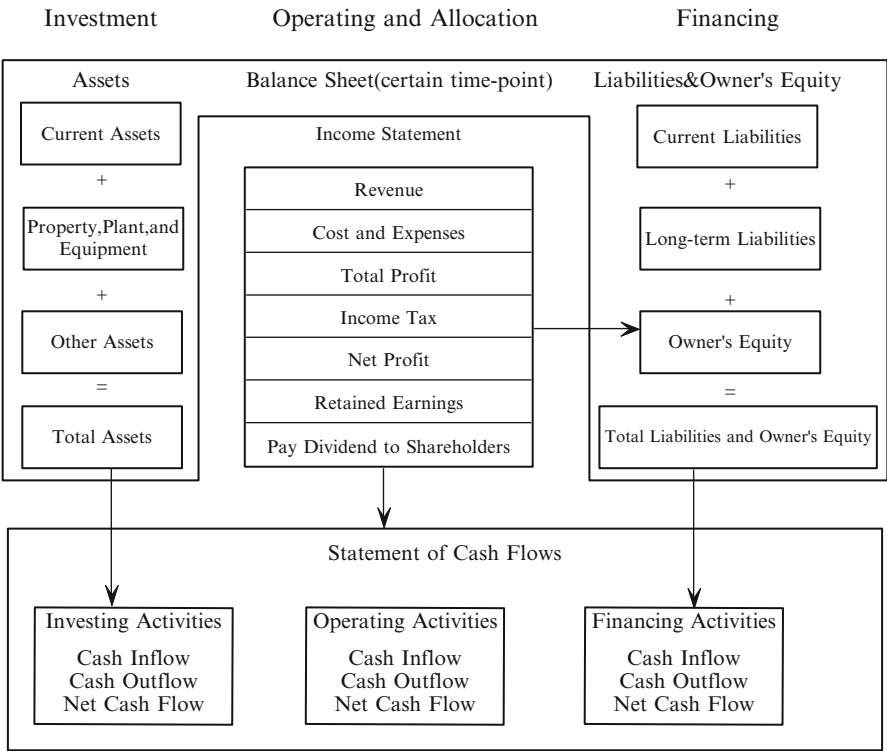 Investment
Operating and Allocation
Financing
Assets
Balance Sheet(certain time-point)
Liabilities&Owner's Equity
Current Assets
+
Property,Plant,and
Equipment
+
Other Assets
=
Total Assets
Income Statement
Revenue
Cost and Expenses
Total Profit
Income Tax
Net Profit
Retained Earnings
Pay Dividend to Shareholders
Current Liabilities
+
Long-term Liabilities
+
Owner's Equity
=
Total Liabilities and Owner's Equity
Statement of Cash Flows
Investing Activities
Cash Inflow
Cash Outflow
Net Cash Flow
Operating Activities
Cash Inflow
Cash Outflow
Net Cash Flow
Financing Activities
Cash Inflow
Cash Outflow
Net Cash Flow